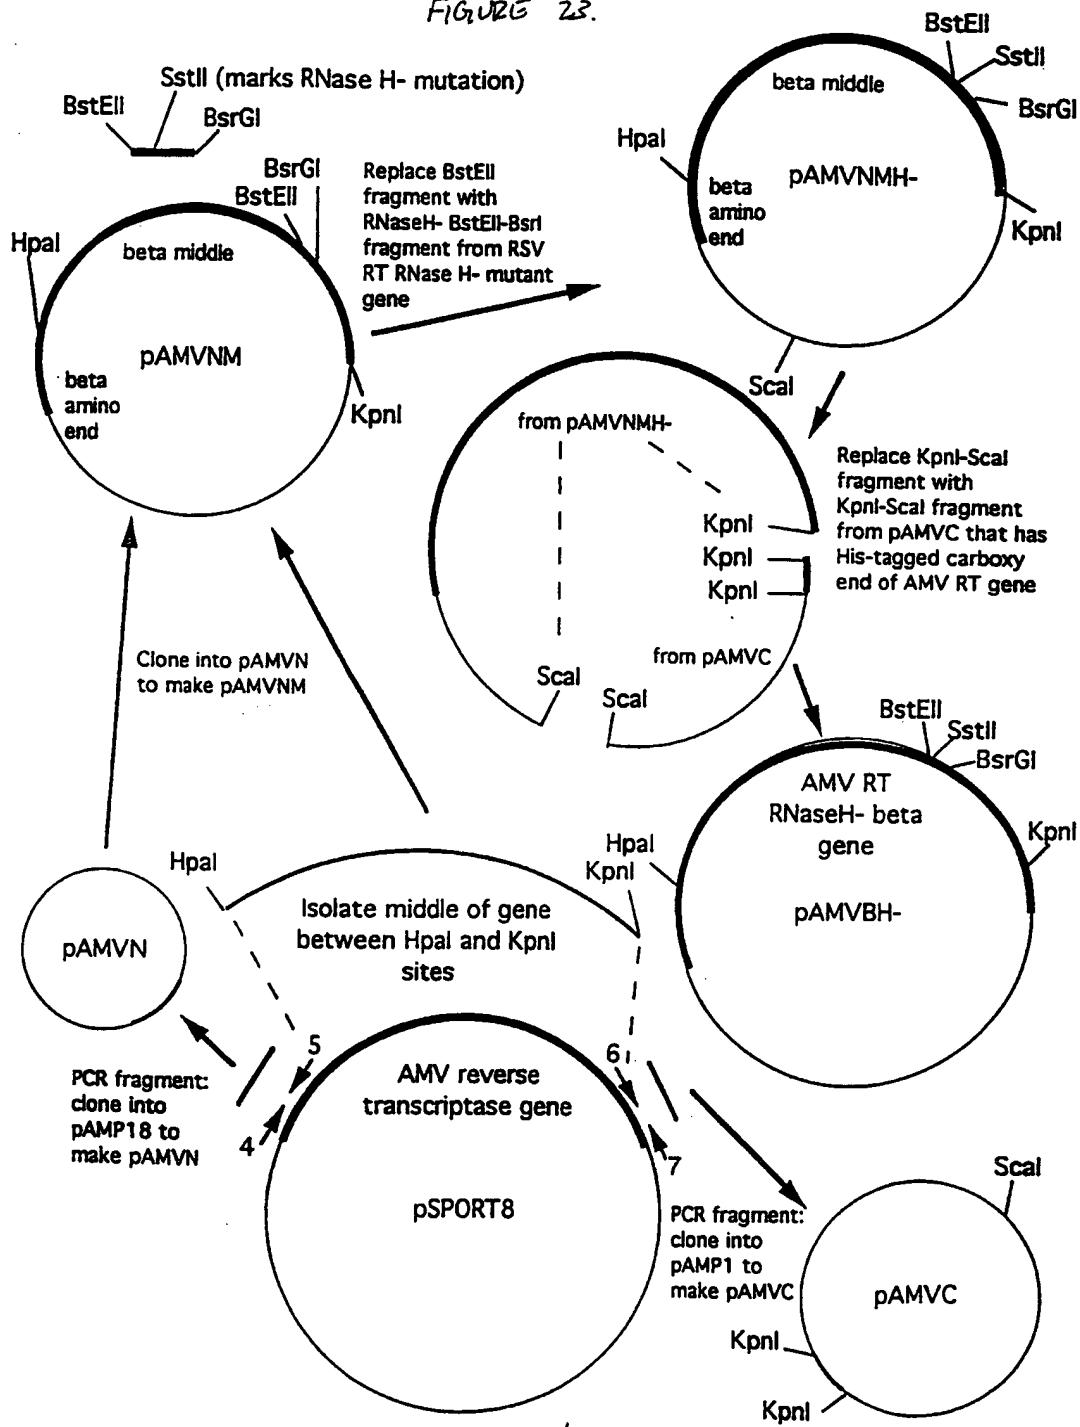 FIGURE 23.
SstII (marks RNase H- mutation)
BstEII
BsrGI
BsrGI
BstEII
HpaI
beta middle
pAMVNM
beta
amino
end
KpnI
Replace BstEII
fragment with
RNaseH- BstEII-BsrI
fragment from RSV
RT RNase H- mutant
gene
BstEII
SstII
BsrGI
beta middle
HpaI
pAMVNMH-
beta
amino
end
KpnI
ScaI
from pAMVNMH-
KpnI
KpnI
KpnI
from pAMVC
ScaI
ScaI
Replace KpnI-ScaI
fragment with
KpnI-ScaI fragment
from pAMVC that has
His-tagged carboxy
end of AMV RT gene
Clone into pAMVN
to make pAMVNM
BstEII
SstII
BsrGI
AMV RT
RNaseH- beta
gene
KpnI
HpaI
pAMVBH-
HpaI
KpnI
Isolate middle of gene
between HpaI and KpnI
sites
pAMVN
PCR fragment:
clone into
pAMP18 to
make pAMVN
5
4
6
7
AMV reverse
transcriptase gene
pSPORT8
PCR fragment:
clone into
pAMP1 to
make pAMVC
ScaI
pAMVC
KpnI
KpnI